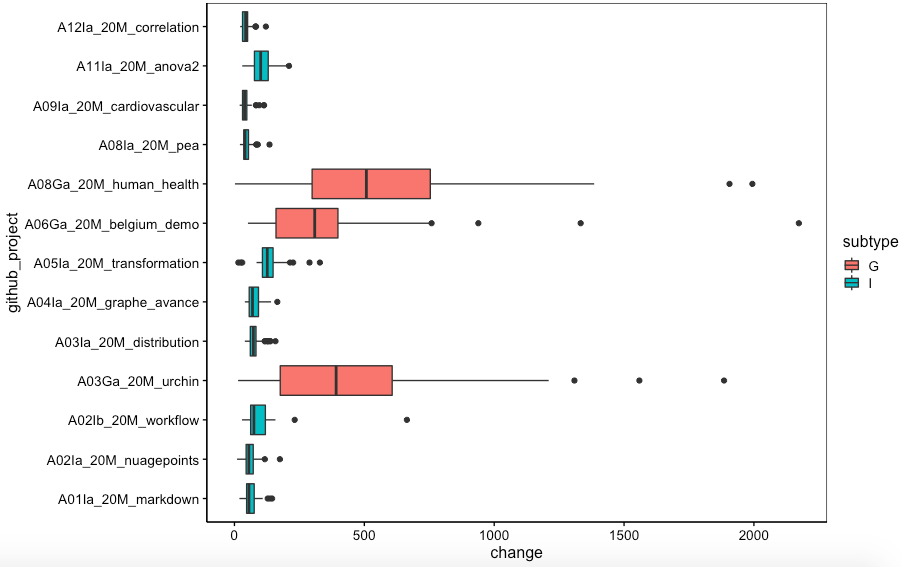 A12Ia_20M_correlation
A11Ia_20M_anova2
A09Ia_20M_cardiovascular
A08Ia_20M_pea
A08Ga_20M_human_health
A06Ga_20M_belgium_demo
A05Ia_20M_transformation
A04Ia_20M_graphe_avance
A03Ia_20M_distribution
A03Ga_20M_urchin
A02Ib_20M_workflow
A02Ia_20M_nuagepoints
A01Ia_20M_markdown
github_project
0 500 1000 1500 2000
change
subtype
G
I